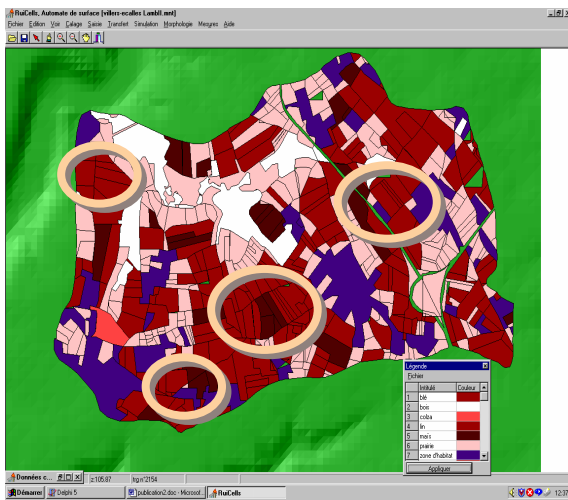 RuiCells, Automate de surface [villers-ecalles Lambll.mnt]
Fichier Edition Voir Calage Saisie Transfert Simulation Morphologie Mesures Aide
Légende
Fichier
Intitulé Couleur
1 blé
2 bois
3 colza
4 lin
5 maïs
6 prairie
7 zone d'habitat
Appliquer
Données c...
z:105.87 trg n°2154
Démarrer Delphi 5 publication2.doc - Microsof... RuiCells 12:37